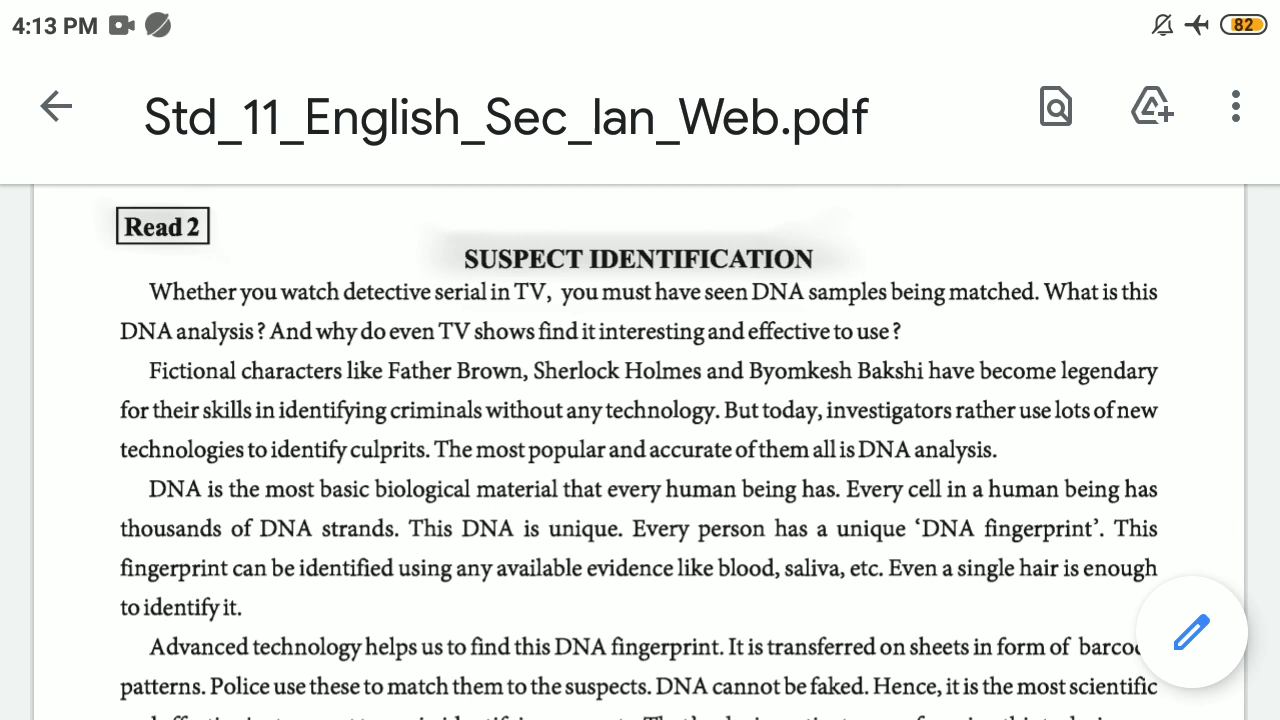 4:13 PM
82
Std_11_English_Sec_lan_Web.pdf
Read 2
SUSPECT IDENTIFICATION
Whether you watch detective serial in TV, you must have seen DNA samples being matched. What is this
DNA analysis? And why do even TV shows find it interesting and effective to use?
Fictional characters like Father Brown, Sherlock Holmes and Byomkesh Bakshi have become legendary
for their skills in identifying criminals without any technology. But today, investigators rather use lots of new
technologies to identify culprits. The most popular and accurate of them all is DNA analysis.
DNA is the most basic biological material that every human being has. Every cell in a human being has
thousands of DNA strands. This DNA is unique. Every person has a unique ‘DNA fingerprint’. This
fingerprint can be identified using any available evidence like blood, saliva, etc. Even a single hair is enough
to identify it.
Advanced technology helps us to find this DNA fingerprint. It is transferred on sheets in form of
patterns. Police use these to match them to the suspects. DNA cannot be faked. Hence, it is the most scientific